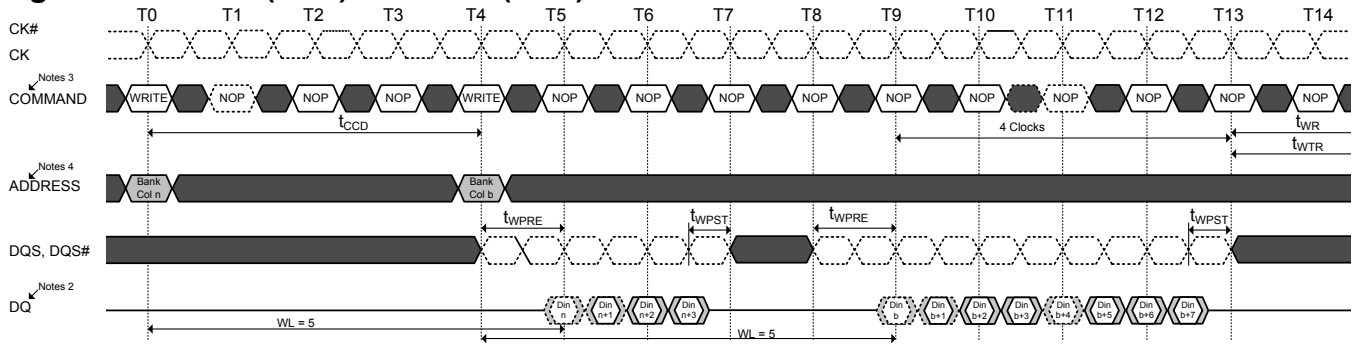 T0 T1 T2 T3 T4 T5 T6 T7 T8 T9 T10 T11 T12 T13 T14
CK#
CK
Notes 3
COMMAND WRITE NOP NOP NOP WRITE NOP NOP NOP NOP NOP NOP NOP NOP NOP NOP
tCCD 4 Clocks tWR
tWTR
Notes 4
ADDRESS Bank Col n Bank Col b
tWPRE tWPST tWPRE tWPST
DQS, DQS#
Notes 2
DQ Din n Din n+1 Din n+2 Din n+3 Din b Din b+1 Din b+2 Din b+3 Din b+4 Din b+5 Din b+6 Din b+7
WL = 5 WL = 5